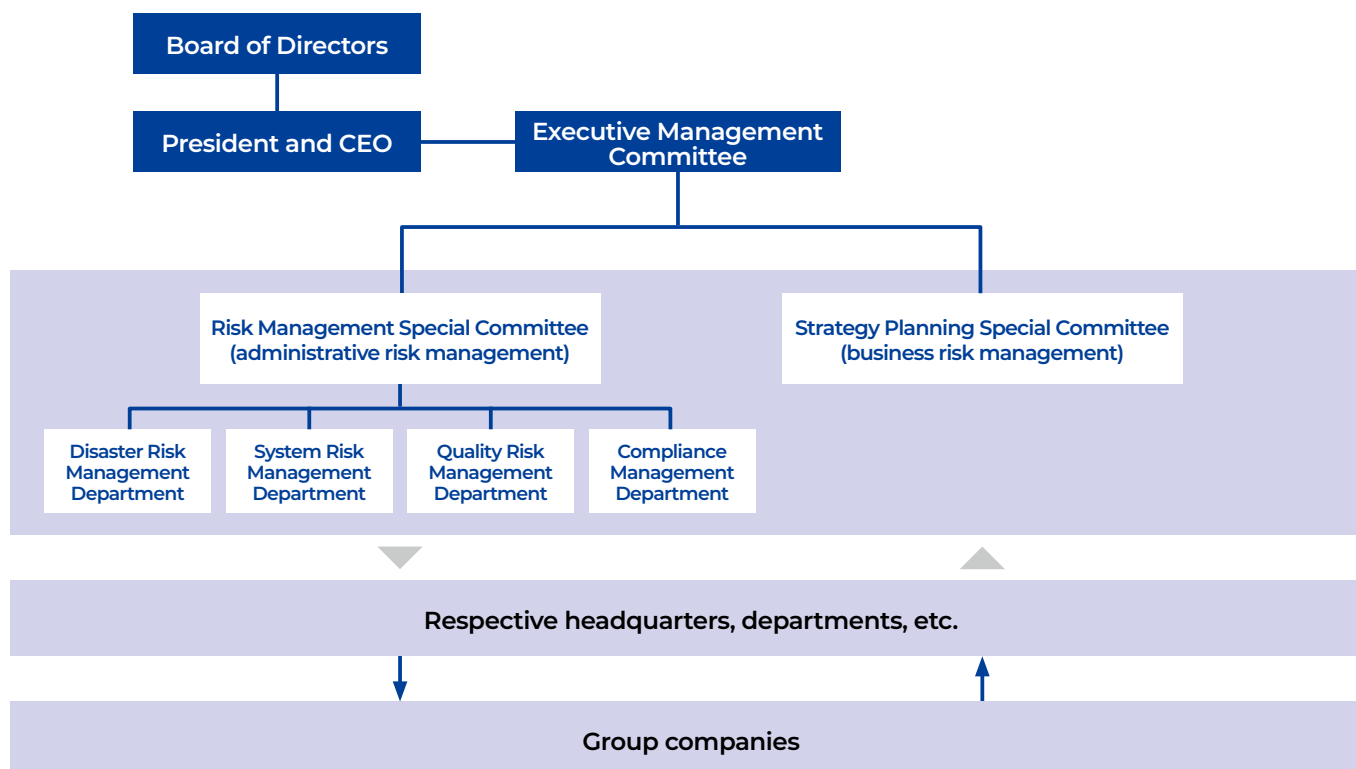 Board of Directors
President and CEO
Executive Management
Committee
Risk Management Special Committee
(administrative risk management)
Strategy Planning Special Committee
(business risk management)
Disaster Risk
Management
Department
System Risk
Management
Department
Quality Risk
Management
Department
Compliance
Management
Department
Respective headquarters, departments, etc.
Group companies